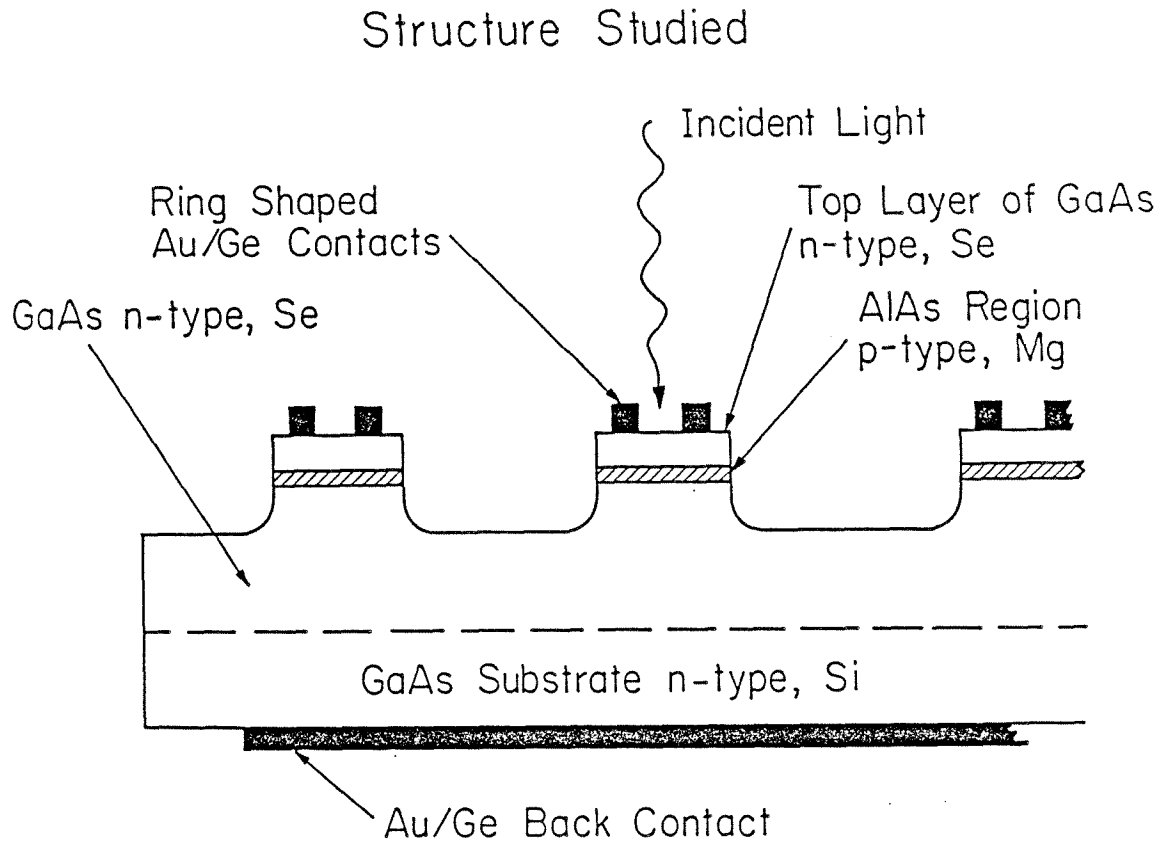 Structure Studied
Incident Light
Ring Shaped
Au/Ge Contacts
Top Layer of GaAs
n-type, Se
GaAs n-type, Se
AlAs Region
p-type, Mg
GaAs Substrate n-type, Si
Au/Ge Back Contact